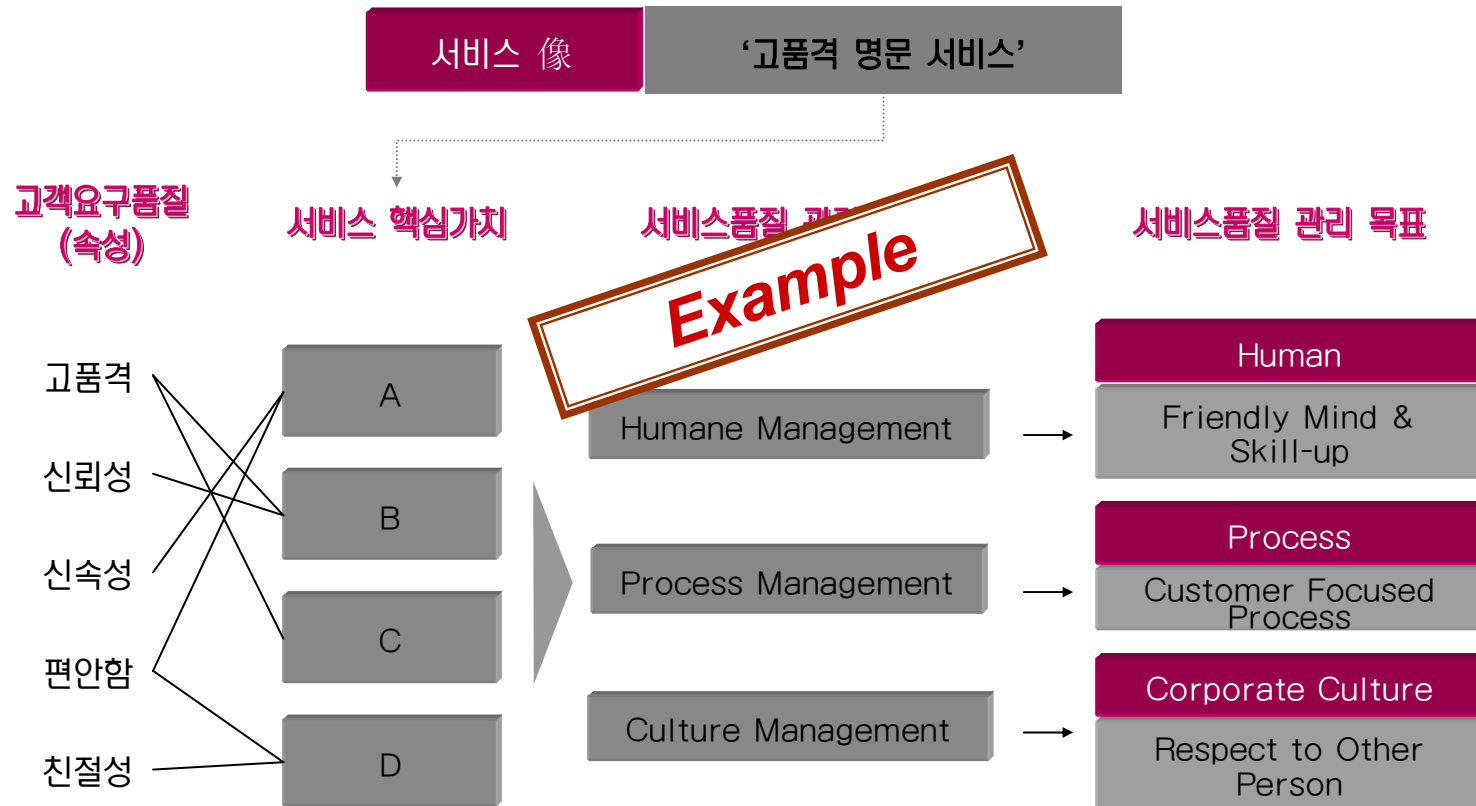 서비스 像
‘고품격 명문 서비스’
고객요구품질
(속성)
서비스 핵심가치
서비스품질
서비스품질 관리 목표
Example
고품격
신뢰성
신속성
편안함
친절성
A
B
C
D
Humane Management
Process Management
Culture Management
Human
Friendly Mind &
Skill-up
Process
Customer Focused
Process
Corporate Culture
Respect to Other
Person